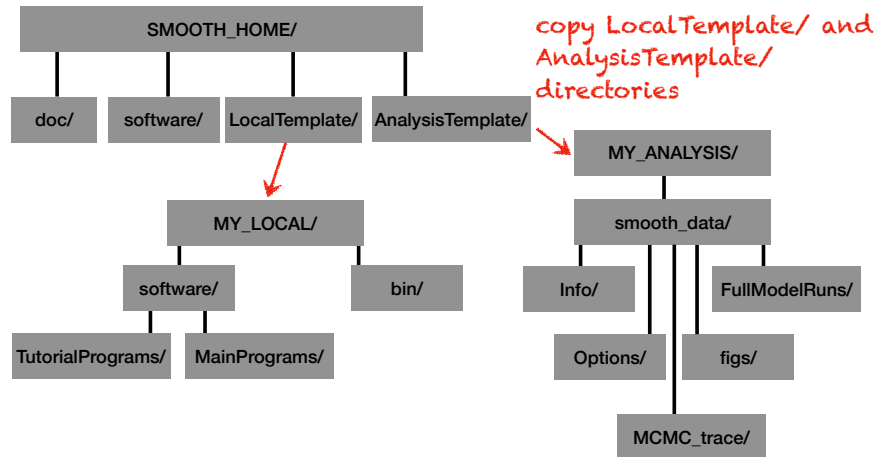 SMOOTH_HOME/
copy LocalTemplate/ and
AnalysisTemplate/
directories
doc/
software/
LocalTemplate/
AnalysisTemplate/
MY_ANALYSIS/
MY_LOCAL/
smooth_data/
software/
bin/
Info/
FullModelRuns/
TutorialPrograms/
MainPrograms/
Options/
figs/
MCMC_trace/